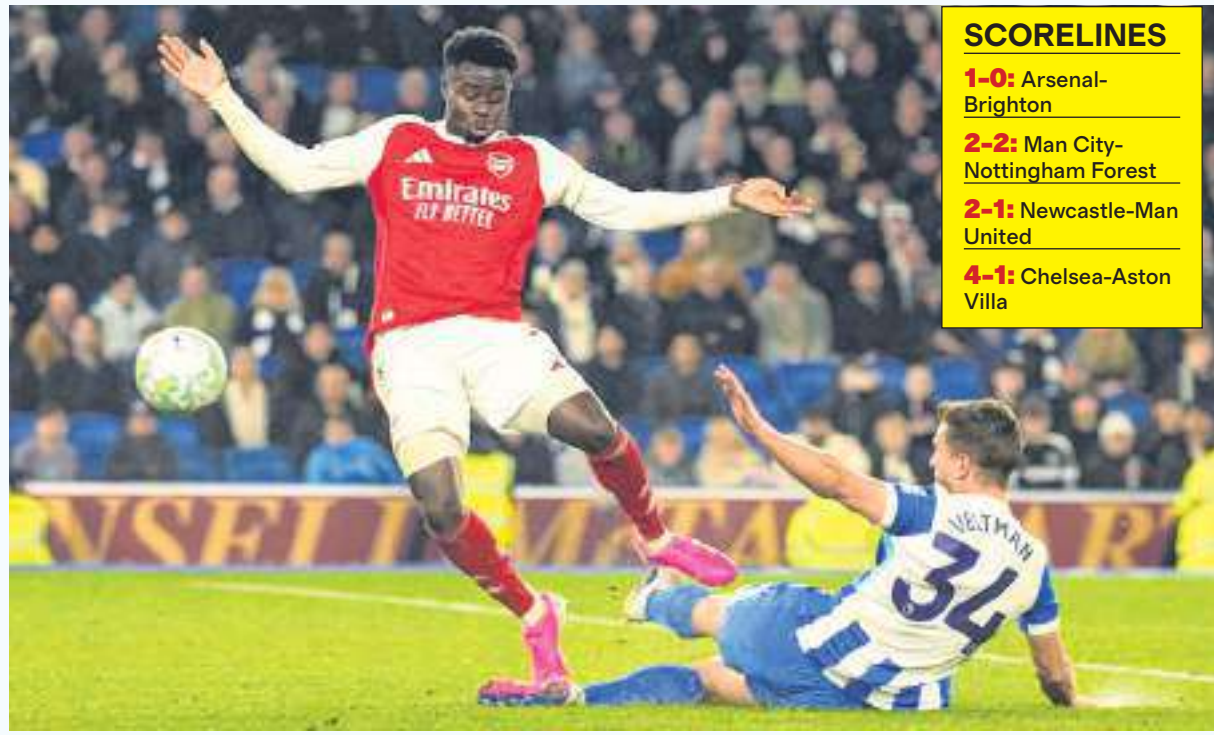 SCORELINES
1-0: Arsenal-
Brighton
2-2: Man City-
Nottingham Forest
2-1: Newcastle-Man
United
4-1: Chelsea-Aston
Villa
Emirates
FLY BETTER
VELTMAN
34